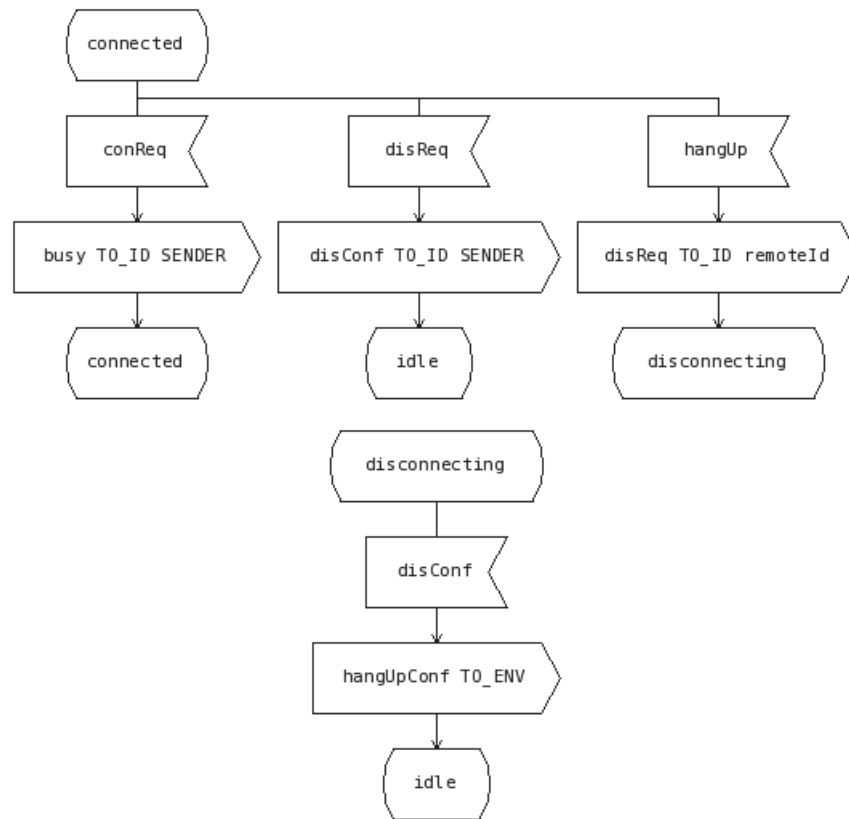 connected
conReq
disReq
hangUp
busy TO_ID SENDER
disConf TO_ID SENDER
disReq TO_ID remoteId
connected
idle
disconnecting
disconnecting
disConf
hangUpConf TO_ENV
idle